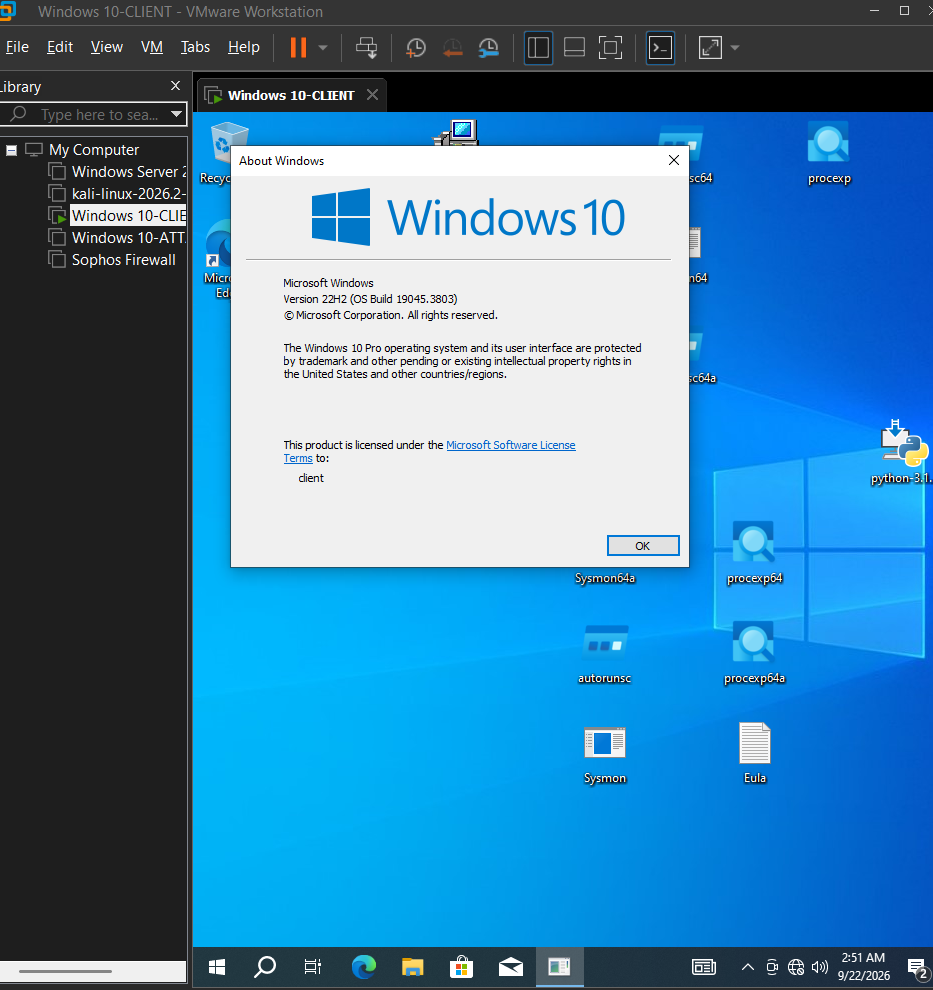 Windows 10-CLIENT - VMware Workstation
File Edit View VM Tabs Help
Library
Type here to sea...
My Computer
Windows Server 2
kali-linux-2026.2-
Windows 10-CLIE
Windows 10-ATT.
Sophos Firewall
Windows 10-CLIENT
Recyc
sc64
procexp
About Windows
Windows 10
Microsoft Windows
Version 22H2 (OS Build 19045.3803)
© Microsoft Corporation. All rights reserved.
The Windows 10 Pro operating system and its user interface are protected
by trademark and other pending or existing intellectual property rights in
the United States and other countries/regions.
This product is licensed under the Microsoft Software License
Terms to:
client
OK
Micro
Ed
n64
sc64a
python-3.1.
Sysmon64a
procexp64
autorunsc
procexp64a
Sysmon
Eula
2:51 AM
9/22/2026
2